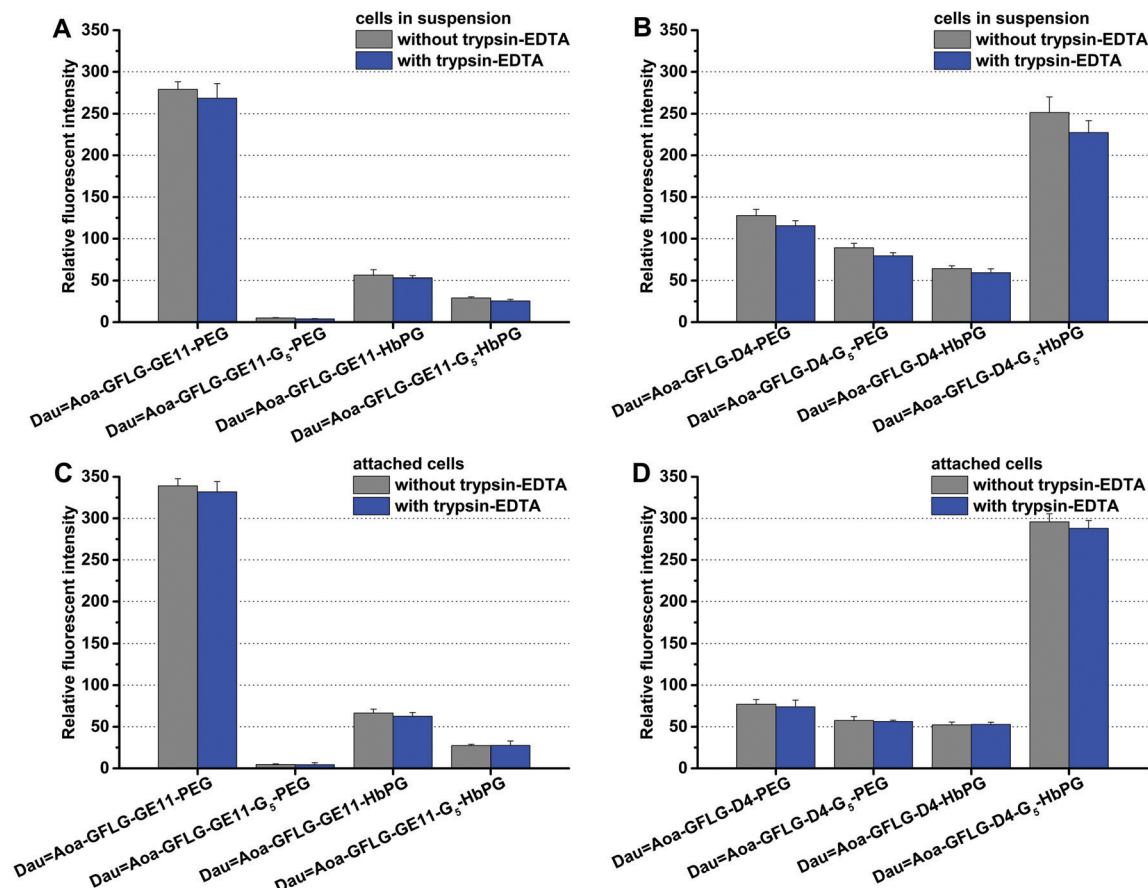 A
cells in suspension
without trypsin-EDTA
with trypsin-EDTA
Relative fluorescent intensity
350
300
250
200
150
100
50
0
Dau=Aoa-GFLG-GE11-PEG
Dau=Aoa-GFLG-GE11-G₅-PEG
Dau=Aoa-GFLG-GE11-HbPG
Dau=Aoa-GFLG-GE11-G₅-HbPG
B
cells in suspension
without trypsin-EDTA
with trypsin-EDTA
Relative fluorescent intensity
350
300
250
200
150
100
50
0
Dau=Aoa-GFLG-D4-PEG
Dau=Aoa-GFLG-D4-G₅-PEG
Dau=Aoa-GFLG-D4-HbPG
Dau=Aoa-GFLG-D4-G₅-HbPG
C
attached cells
without trypsin-EDTA
with trypsin-EDTA
Relative fluorescent intensity
350
300
250
200
150
100
50
0
Dau=Aoa-GFLG-GE11-PEG
Dau=Aoa-GFLG-GE11-G₅-PEG
Dau=Aoa-GFLG-GE11-HbPG
Dau=Aoa-GFLG-GE11-G₅-HbPG
D
attached cells
without trypsin-EDTA
with trypsin-EDTA
Relative fluorescent intensity
350
300
250
200
150
100
50
0
Dau=Aoa-GFLG-D4-PEG
Dau=Aoa-GFLG-D4-G₅-PEG
Dau=Aoa-GFLG-D4-HbPG
Dau=Aoa-GFLG-D4-G₅-HbPG